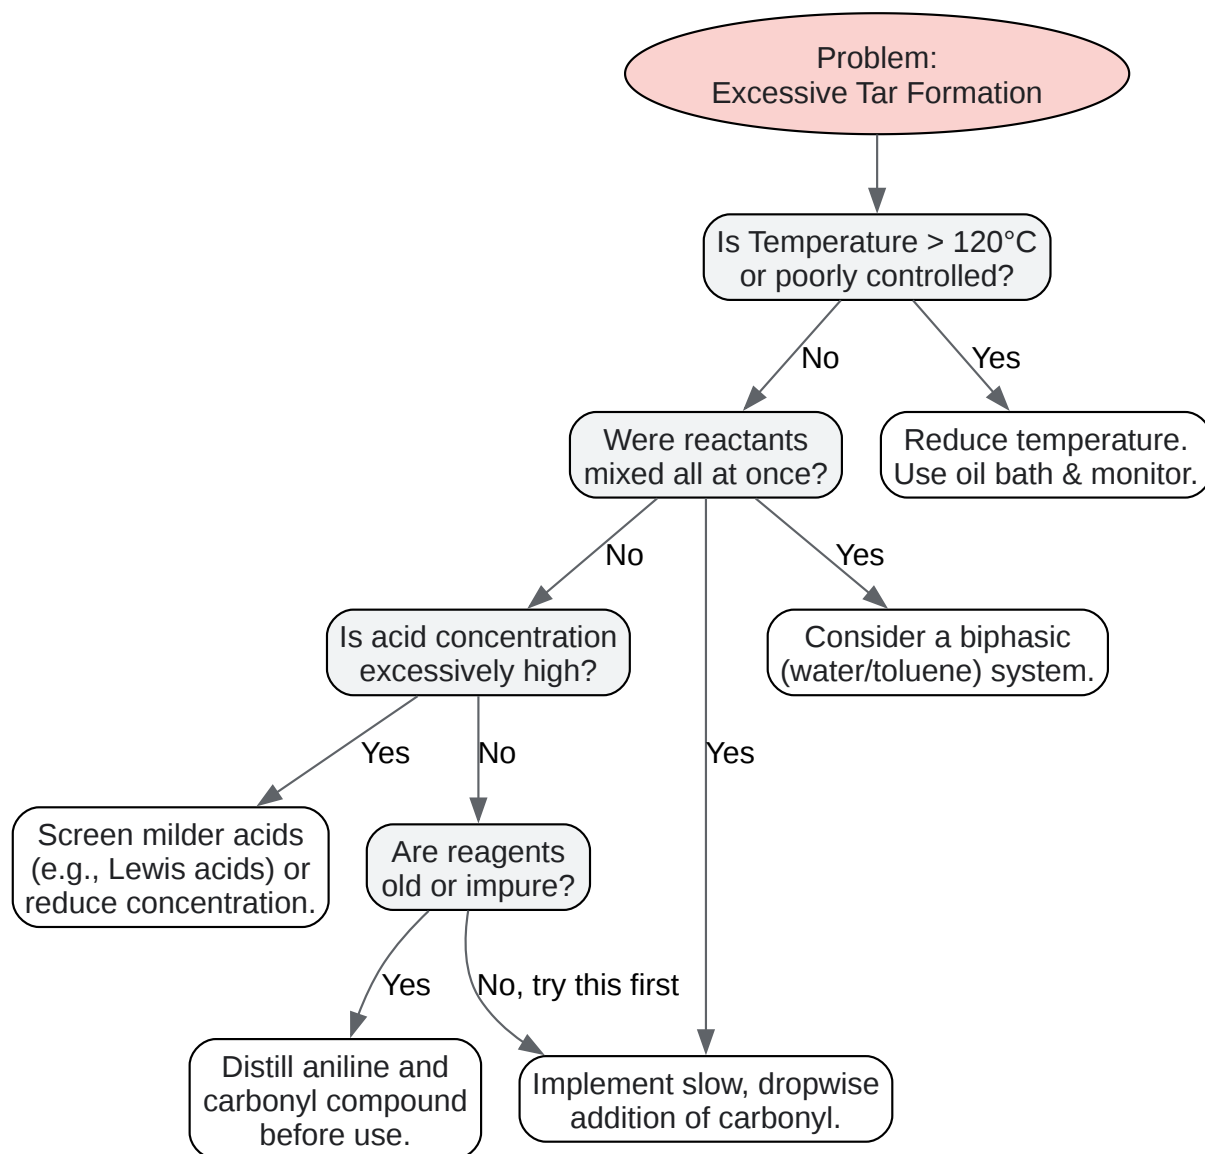 Problem:
Excessive Tar Formation
Is Temperature > 120°C
or poorly controlled?
No
Yes
Were reactants
mixed all at once?
Reduce temperature.
Use oil bath & monitor.
No
Yes
Is acid concentration
excessively high?
Consider a biphasic
(water/toluene) system.
Yes
No
Yes
Screen milder acids
(e.g., Lewis acids) or
reduce concentration.
Are reagents
old or impure?
Yes
No, try this first
Distill aniline and
carbonyl compound
before use.
Implement slow, dropwise
addition of carbonyl.